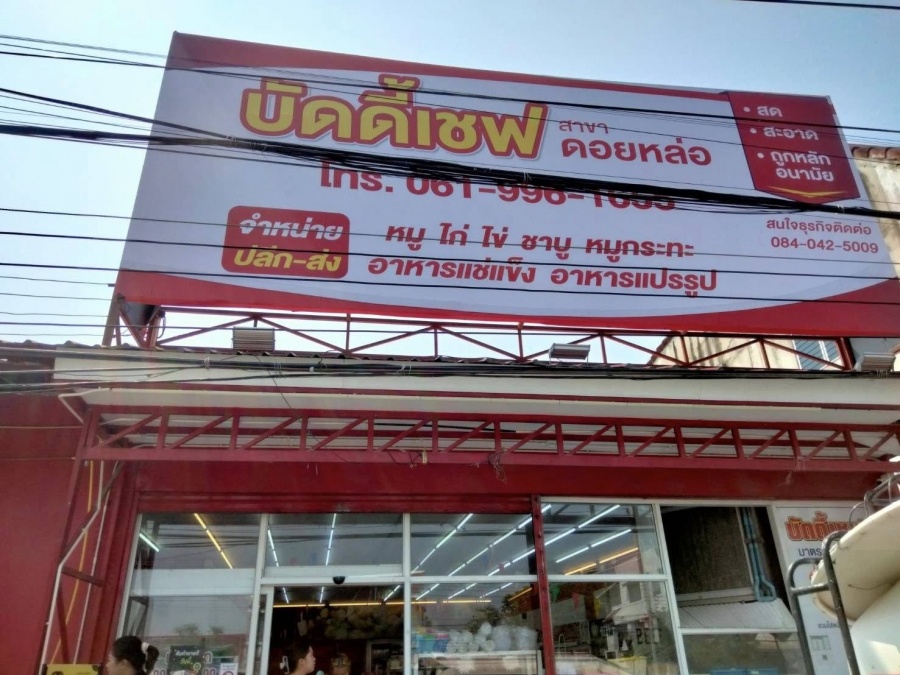 บัดดี้เชฟ
สาขา
ดอยหล่อ
โทร. 061-996-1655
จำหน่าย
ปลีก-ส่ง
หมู ไก่ ไข่ ชาบู หมูกระทะ
อาหารแช่แข็ง อาหารแปรรูป
• สด
• สะอาด
• ถูกหลัก
อนามัย
สนใจธุรกิจติดต่อ
084-042-5009